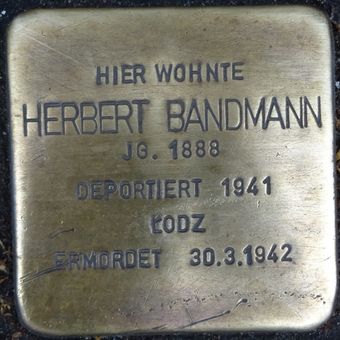 HIER WOHNTE
HERBERT BANDMANN
JG. 1888
DEPORTIERT 1941
ŁODZ
ERMORDET 30.3.1942